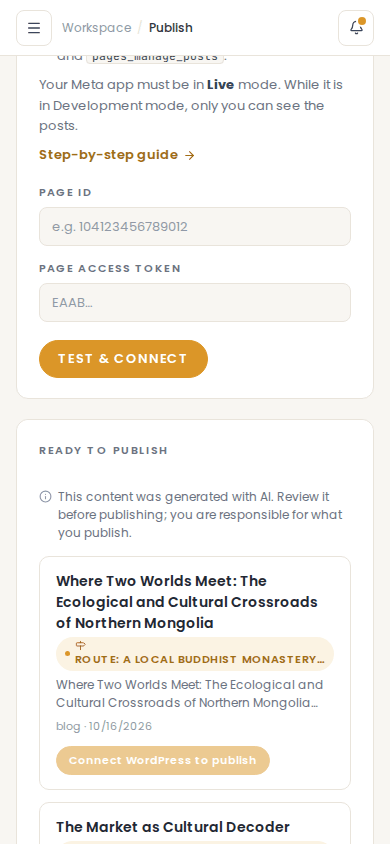 Workspace / Publish
and pages_manage_posts.
Your Meta app must be in Live mode. While it is
in Development mode, only you can see the
posts.
Step-by-step guide →
PAGE ID
e.g. 104123456789012
PAGE ACCESS TOKEN
EAAB…
TEST & CONNECT
READY TO PUBLISH
This content was generated with AI. Review it
before publishing; you are responsible for what
you publish.
Where Two Worlds Meet: The
Ecological and Cultural Crossroads
of Northern Mongolia
ROUTE: A LOCAL BUDDHIST MONASTERY…
Where Two Worlds Meet: The Ecological and
Cultural Crossroads of Northern Mongolia…
blog · 10/16/2026
Connect WordPress to publish
The Market as Cultural Decoder